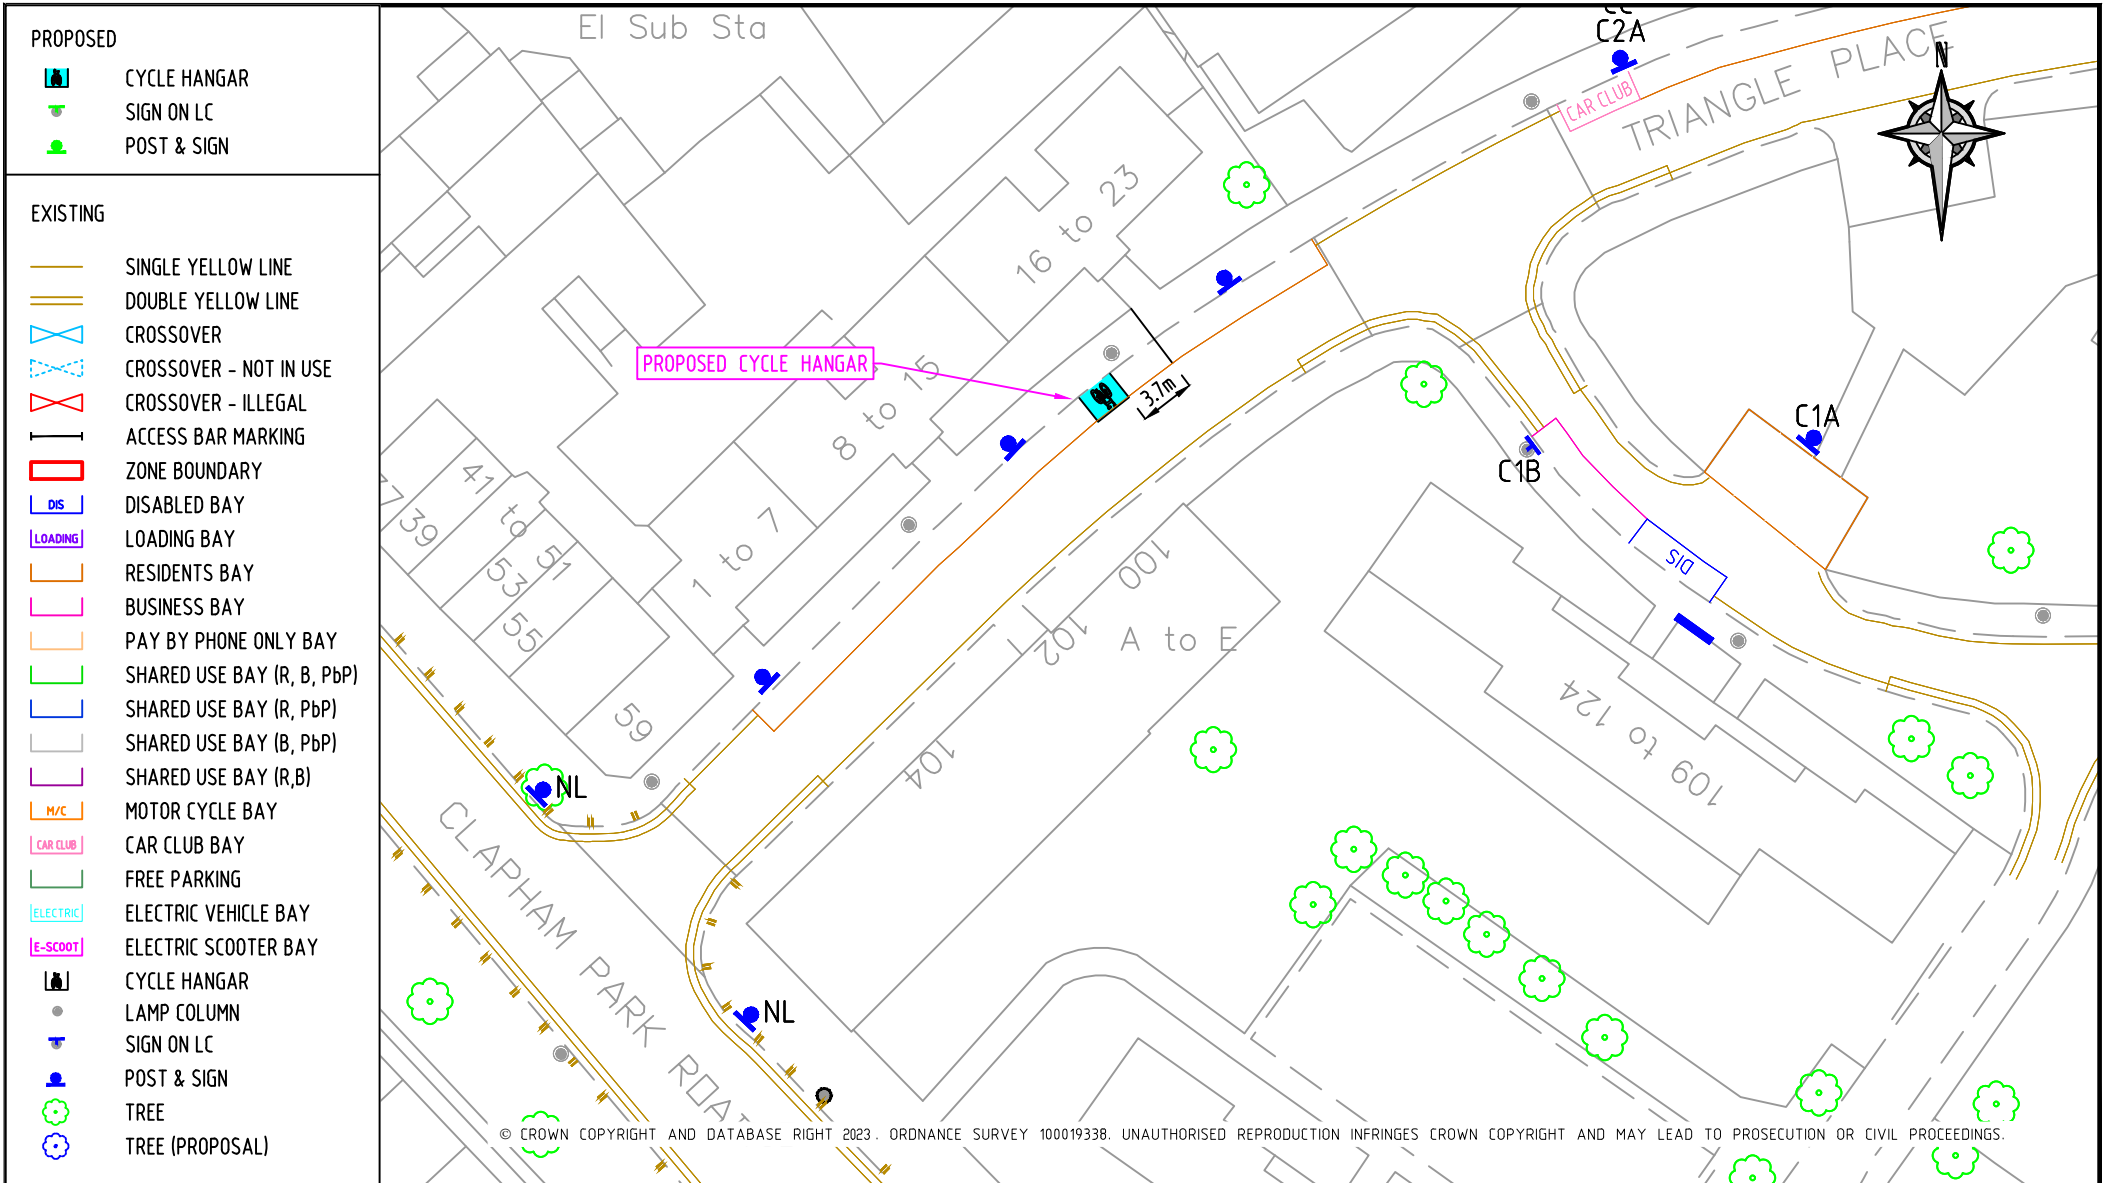 PROPOSED
CYCLE HANGAR
SIGN ON LC
POST & SIGN
EXISTING
SINGLE YELLOW LINE
DOUBLE YELLOW LINE
CROSSOVER
CROSSOVER - NOT IN USE
CROSSOVER - ILLEGAL
ACCESS BAR MARKING
ZONE BOUNDARY
DIS DISABLED BAY
LOADING LOADING BAY
RESIDENTS BAY
BUSINESS BAY
PAY BY PHONE ONLY BAY
SHARED USE BAY (R, B, PbP)
SHARED USE BAY (R, PbP)
SHARED USE BAY (B, PbP)
SHARED USE BAY (R,B)
M/C MOTOR CYCLE BAY
CAR CLUB CAR CLUB BAY
FREE PARKING
ELECTRIC ELECTRIC VEHICLE BAY
E-SCOOT ELECTRIC SCOOTER BAY
CYCLE HANGAR
LAMP COLUMN
SIGN ON LC
POST & SIGN
TREE
TREE (PROPOSAL)
El Sub Sta
C2A
CAR CLUB
TRIANGLE PLACE
N
16 to 23
PROPOSED CYCLE HANGAR
3.7m
8 to 15
C1A
C1B
DIS
41 to 51
39
53
55
59
1 to 7
100
102
A to E
104
109 to 124
NL
NL
CLAPHAM PARK ROAD
© CROWN COPYRIGHT AND DATABASE RIGHT 2023. ORDNANCE SURVEY 100019338. UNAUTHORISED REPRODUCTION INFRINGES CROWN COPYRIGHT AND MAY LEAD TO PROSECUTION OR CIVIL PROCEEDINGS.